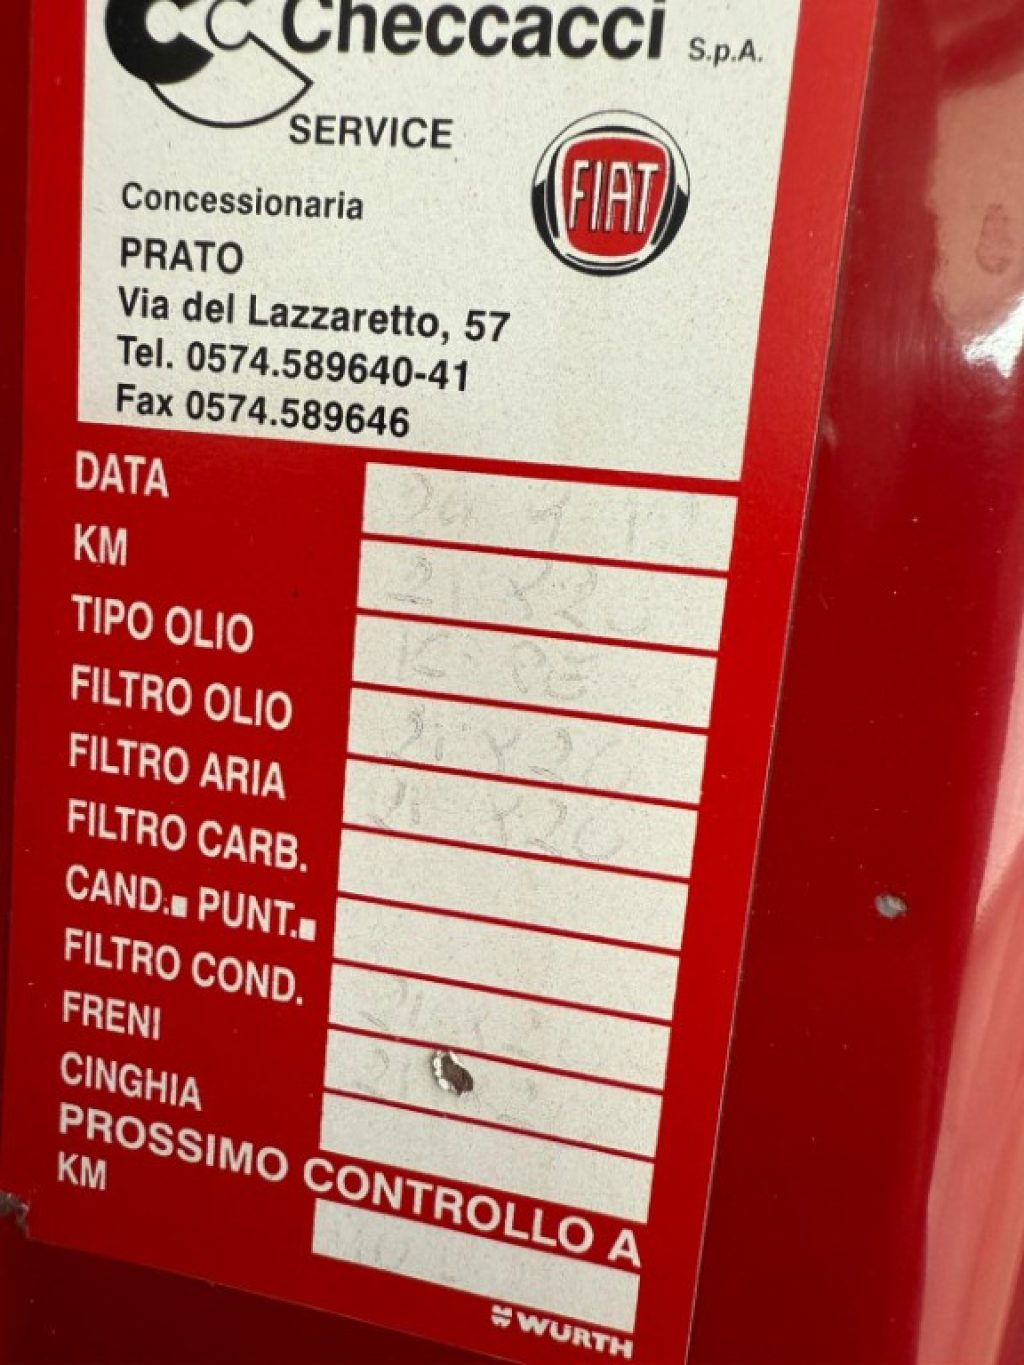 Checcacci S.p.A.
SERVICE
FIAT
Concessionaria
PRATO
Via del Lazzaretto, 57
Tel. 0574.589640-41
Fax 0574.589646
DATA
KM
TIPO OLIO
FILTRO OLIO
FILTRO ARIA
FILTRO CARB.
CAND. PUNT.
FILTRO COND.
FRENI
CINGHIA
PROSSIMO CONTROLLO A
KM
WÜRTH